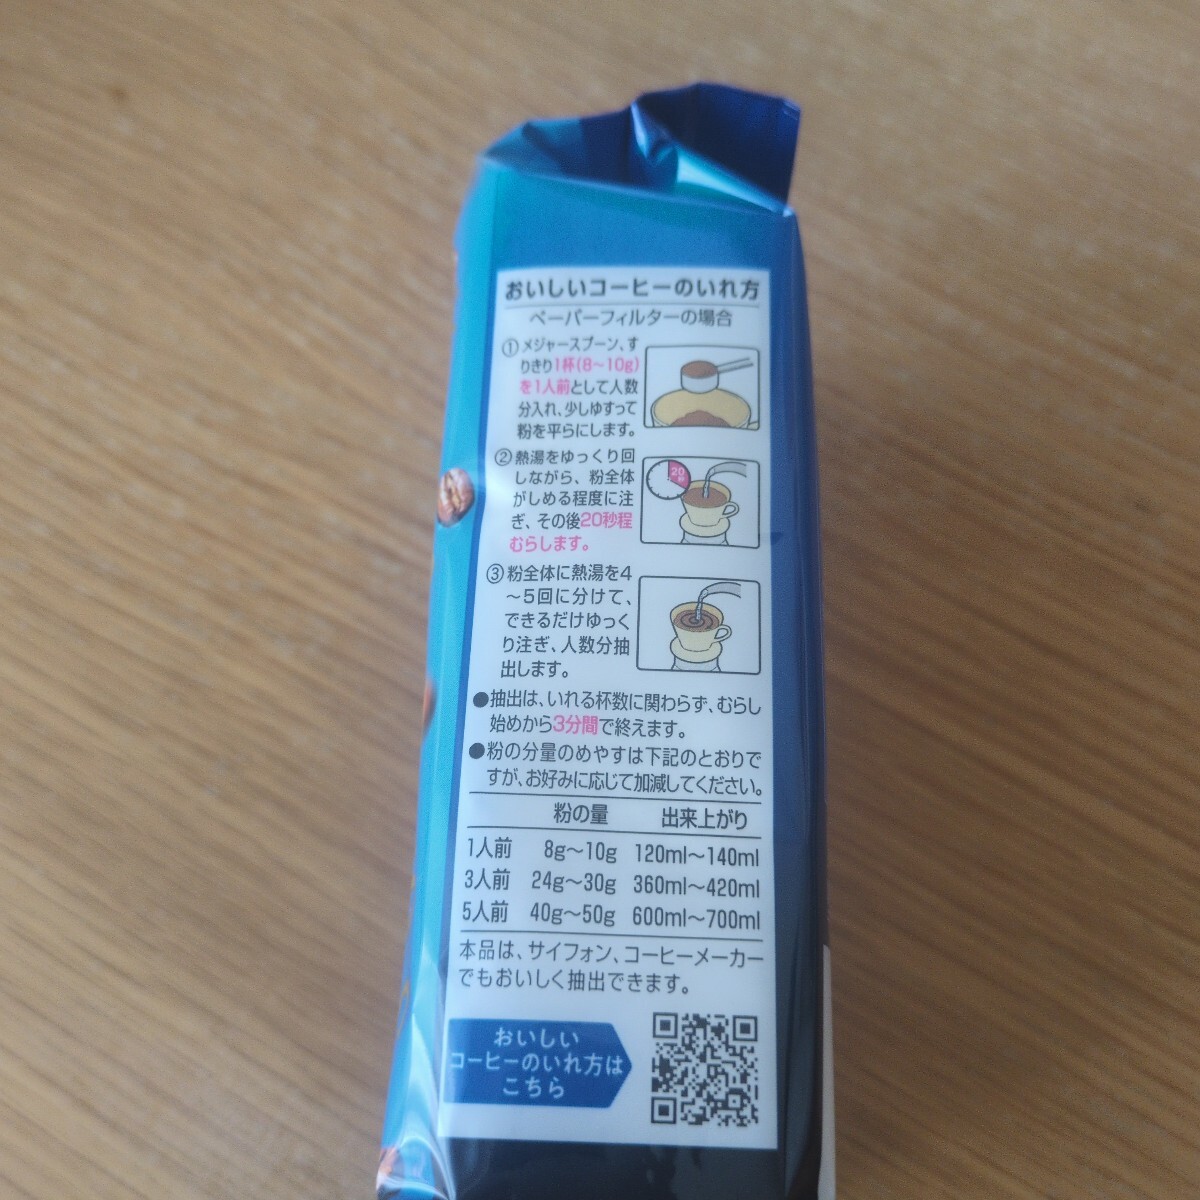 おいしいコーヒーのいれ方
ペーパーフィルターの場合
①メジャースプーン、す
りきり1杯(8〜10g)
を1人前として人数
分入れ、少しゆすって
粉を平らにします。
20
秒
②熱湯をゆっくり回
しながら、粉全体
がしめる程度に注
ぎ、その後20秒程
むらします。
③粉全体に熱湯を4
〜5回に分けて、
できるだけゆっく
り注ぎ、人数分抽
出します。
●抽出は、いれる杯数に関わらず、むらし
始めから3分間で終えます。
●粉の分量のめやすは下記のとおりで
すが、お好みに応じて加減してください。
粉の量 出来上がり
1人前 8g〜10g 120ml〜140ml
3人前 24g〜30g 360ml〜420ml
5人前 40g〜50g 600ml〜700ml
本品は、サイフォン、コーヒーメーカー
でもおいしく抽出できます。
おいしい
コーヒーのいれ方は
こちら